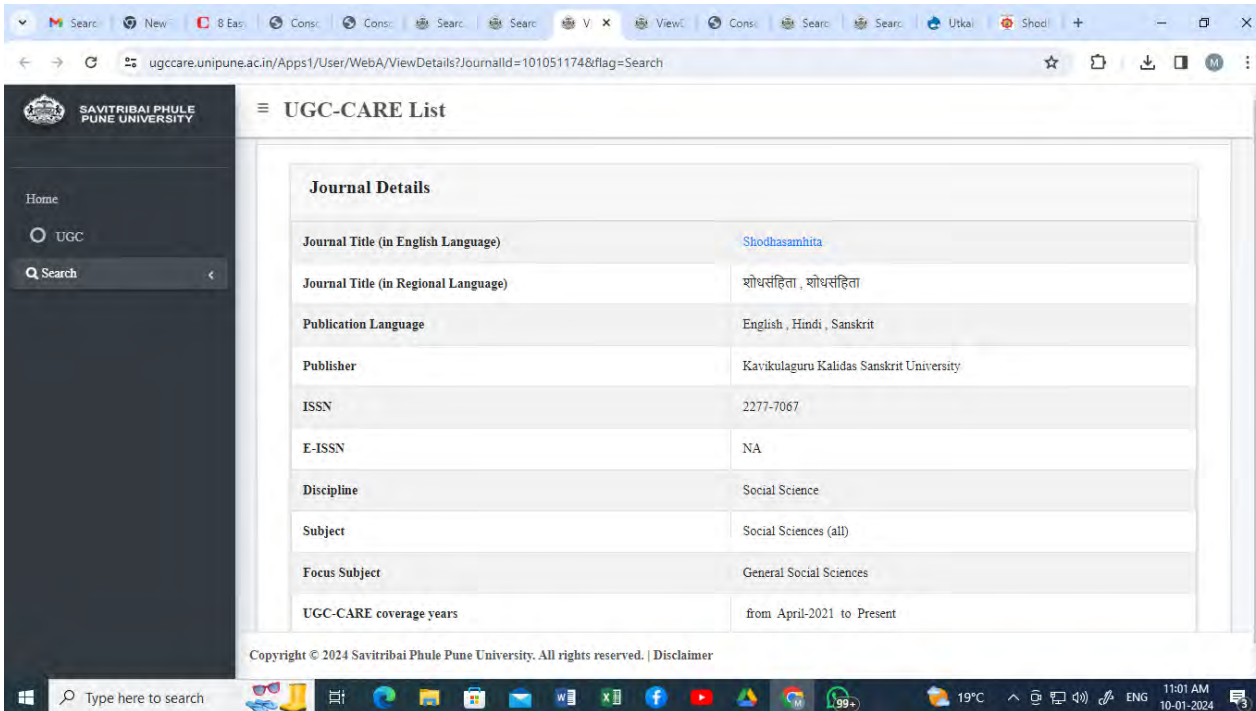 Searc
New
8 Eas
Consc
Consc
Searc
Searc
V
View
Cons
Searc
Searc
Utkal
Shod
ugccare.unipune.ac.in/Apps1/User/WebA/ViewDetails?JournalId=101051174&flag=Search
M
SAVITRIBAI PHULE
PUNE UNIVERSITY
UGC-CARE List
Home
UGC
Search
Journal Details
Journal Title (in English Language) Shodhasamhita
Journal Title (in Regional Language) शोधसंहिता , शोधसंहिता
Publication Language English , Hindi , Sanskrit
Publisher Kavikulaguru Kalidas Sanskrit University
ISSN 2277-7067
E-ISSN NA
Discipline Social Science
Subject Social Sciences (all)
Focus Subject General Social Sciences
UGC-CARE coverage years from April-2021 to Present
Copyright © 2024 Savitribai Phule Pune University. All rights reserved. | Disclaimer
Type here to search
99+
19°C
ENG
11:01 AM
10-01-2024
3